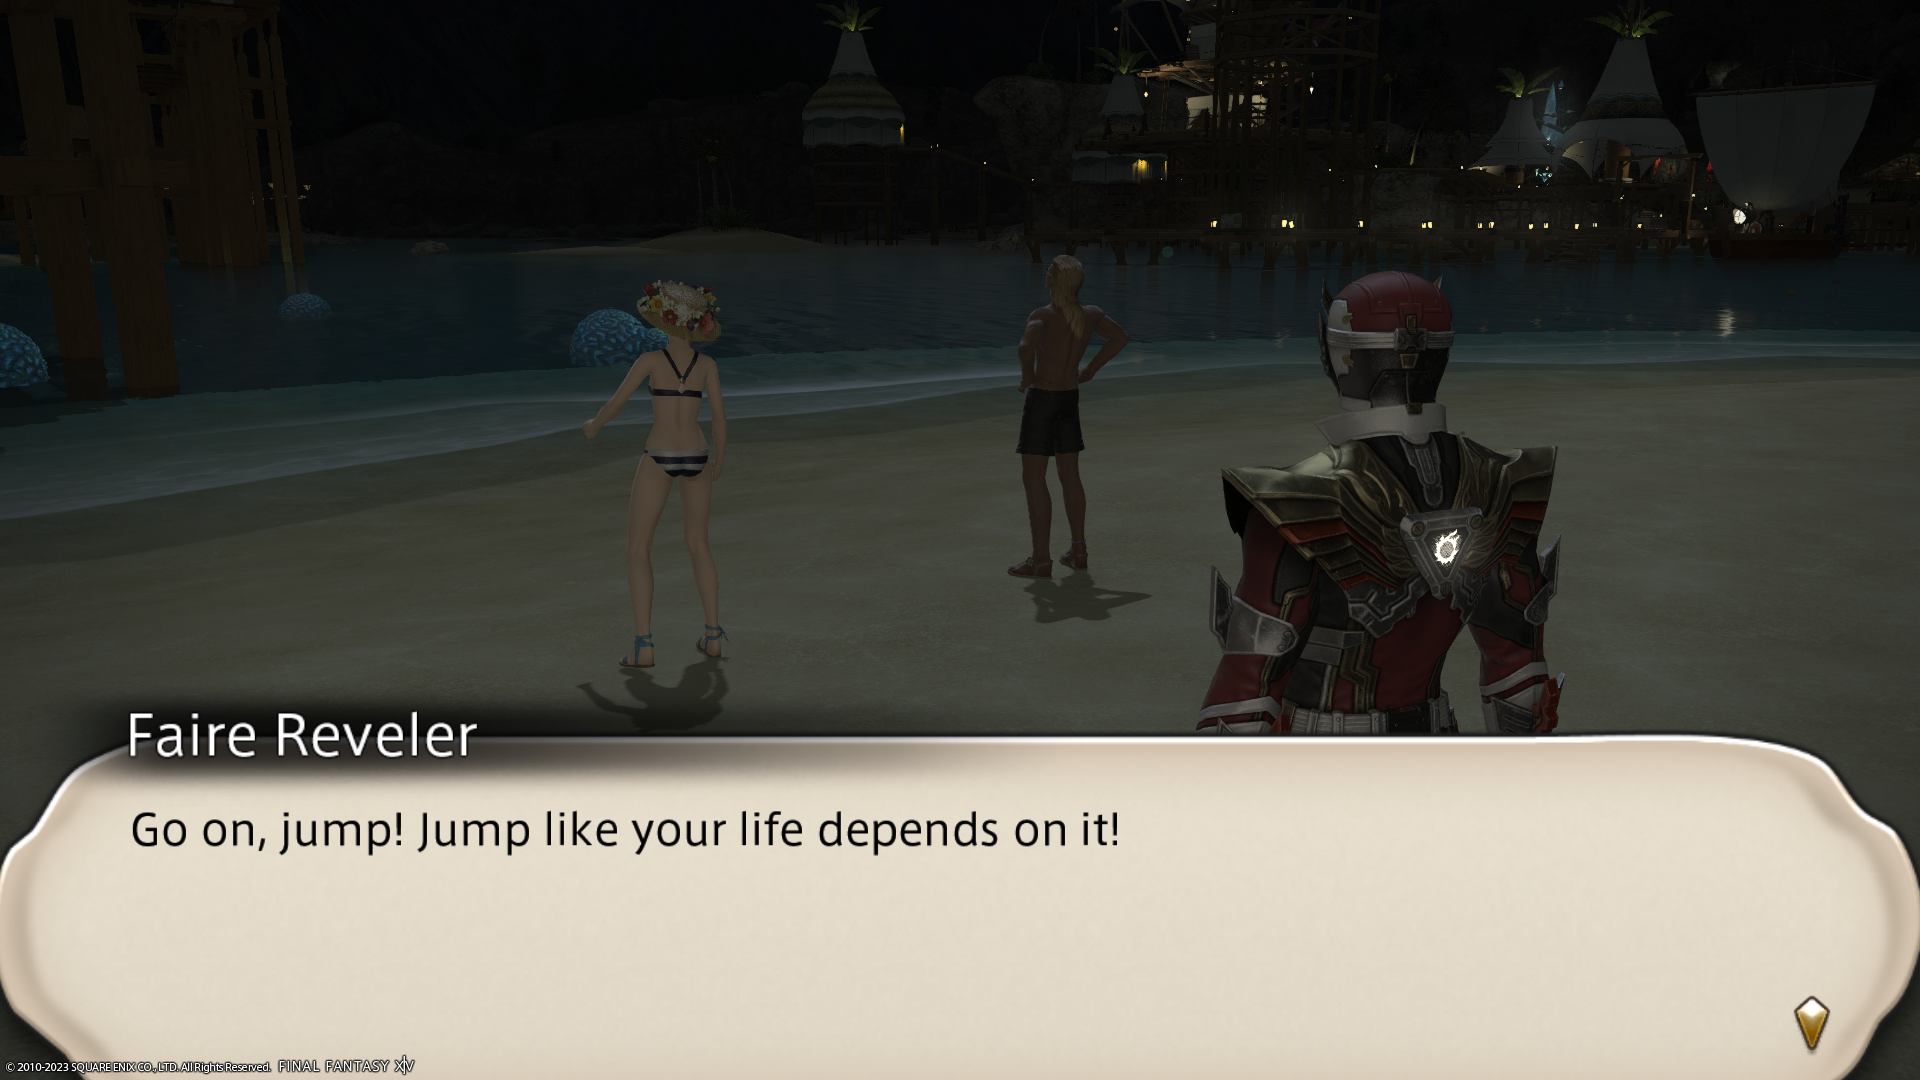 Faire Reveler
Go on, jump! Jump like your life depends on it!
© 2010-2023 SQUARE ENIX CO., LTD. All Rights Reserved. FINAL FANTASY XIV